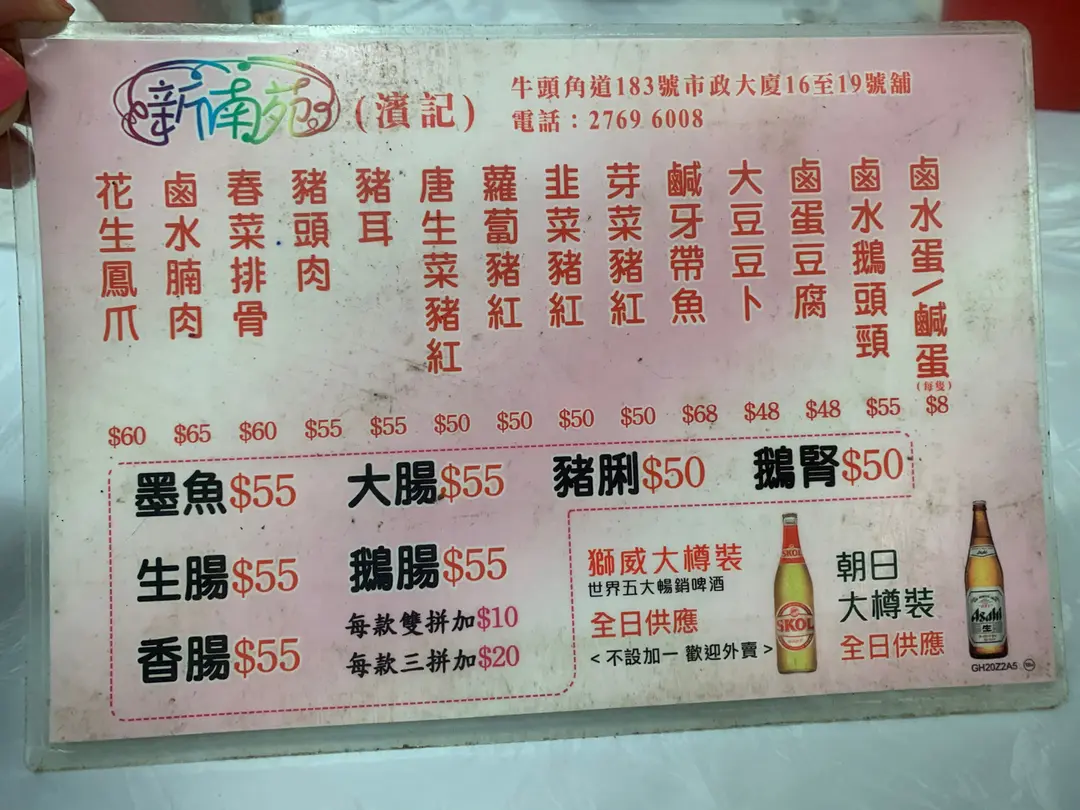 新南苑(濱記)
牛頭角道183號市政大廈16至19號舖
電話：2769 6008
鹵水蛋/鹹蛋(每隻) $8
鹵水鵝頭頸 $55
鹵蛋豆腐 $48
大豆豆卜 $48
鹹牙帶魚 $68
芽菜豬紅 $50
韭菜豬紅 $50
蘿蔔豬紅 $50
唐生菜豬紅 $50
豬耳 $55
豬頭肉 $55
春菜排骨 $60
鹵水腩肉 $65
花生鳳爪 $60
墨魚$55 大腸$55 豬脷$50 鵝腎$50
生腸$55 鵝腸$55
香腸$55
每款雙拼加$10
每款三拼加$20
獅威大樽裝
世界五大暢銷啤酒
全日供應
<不設加一 歡迎外賣>
SKOL
SKOL
朝日
大樽裝
全日供應
Asahi
生
GH20Z2A5